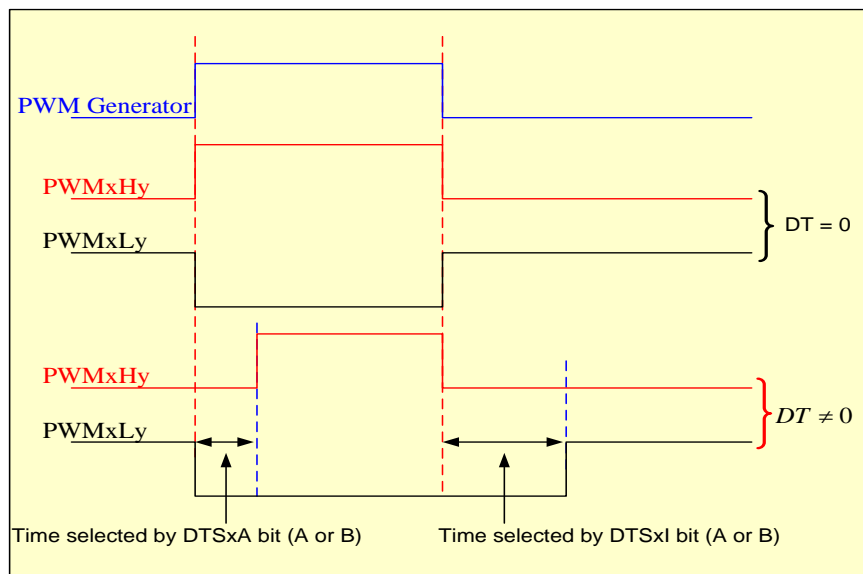 PWM Generator
PWMxHy
PWMxLy
DT = 0
PWMxHy
PWMxLy
DT ≠ 0
Time selected by DTSxA bit (A or B)
Time selected by DTSxI bit (A or B)